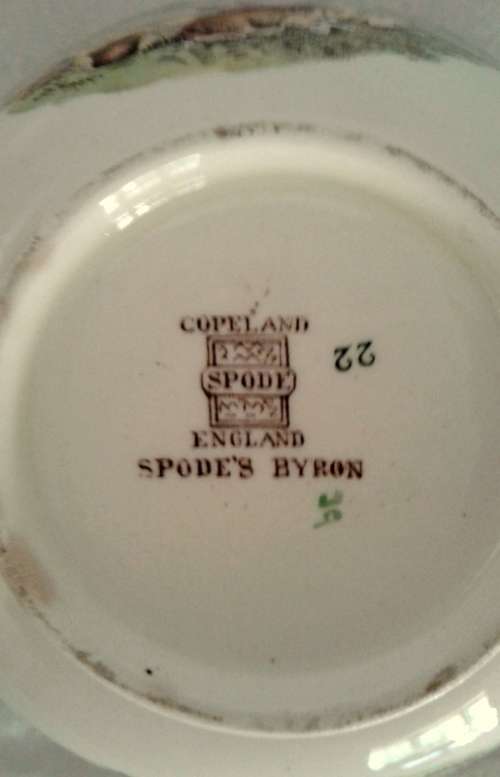 COPELAND
SPODE
ENGLAND
SPODE'S BYRON
22